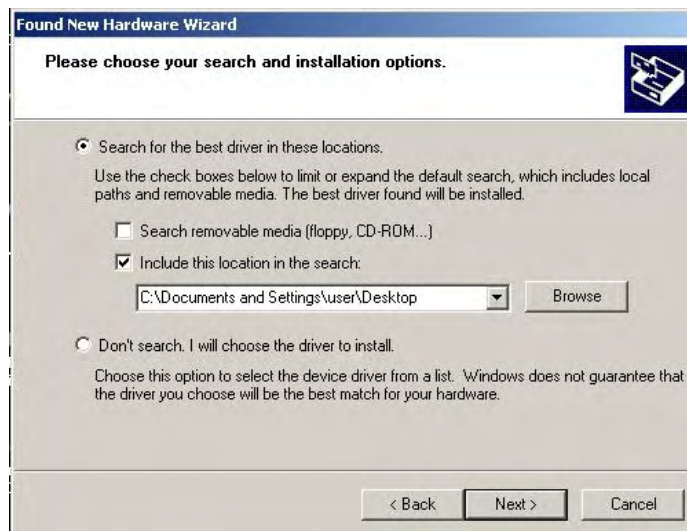 Found New Hardware Wizard
Please choose your search and installation options.
Search for the best driver in these locations.
Use the check boxes below to limit or expand the default search, which includes local
paths and removable media. The best driver found will be installed.
Search removable media (floppy, CD-ROM...)
Include this location in the search:
C:\Documents and Settings\user\Desktop
Browse
Don't search. I will choose the driver to install.
Choose this option to select the device driver from a list. Windows does not guarantee that
the driver you choose will be the best match for your hardware.
< Back
Next >
Cancel